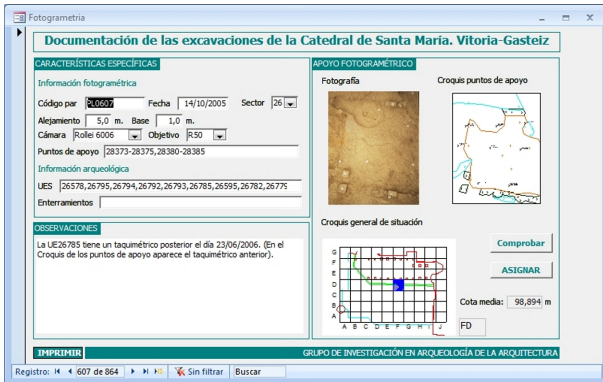 Fotogrametria
Documentación de las excavaciones de la Catedral de Santa María. Vitoria-Gasteiz
CARACTERÍSTICAS ESPECÍFICAS
Información fotogramétrica
Código par PL0607 Fecha 14/10/2005 Sector 26
Alejamiento 5,0 m. Base 1,0 m.
Cámara Rollei 6006 Objetivo R50
Puntos de apoyo 28373-28375,28380-28385
Información arqueológica
UES 26578,26795,26794,26792,26793,26785,26595,26782,26779
Enterramientos
OBSERVACIONES
La UE26785 tiene un taquimétrico posterior el día 23/06/2006. (En el
Croquis de los puntos de apoyo aparece el taquimétrico anterior).
APOYO FOTOGRAMÉTRICO
Fotografía Croquis puntos de apoyo
Croquis general de situación
G
F
E
D
C
B
A
A B C D E F G H I J
Comprobar
ASIGNAR
Cota media: 98,894 m
FD
IMPRIMIR
GRUPO DE INVESTIGACIÓN EN ARQUEOLOGÍA DE LA ARQUITECTURA
Registro: 607 de 864 Sin filtrar Buscar